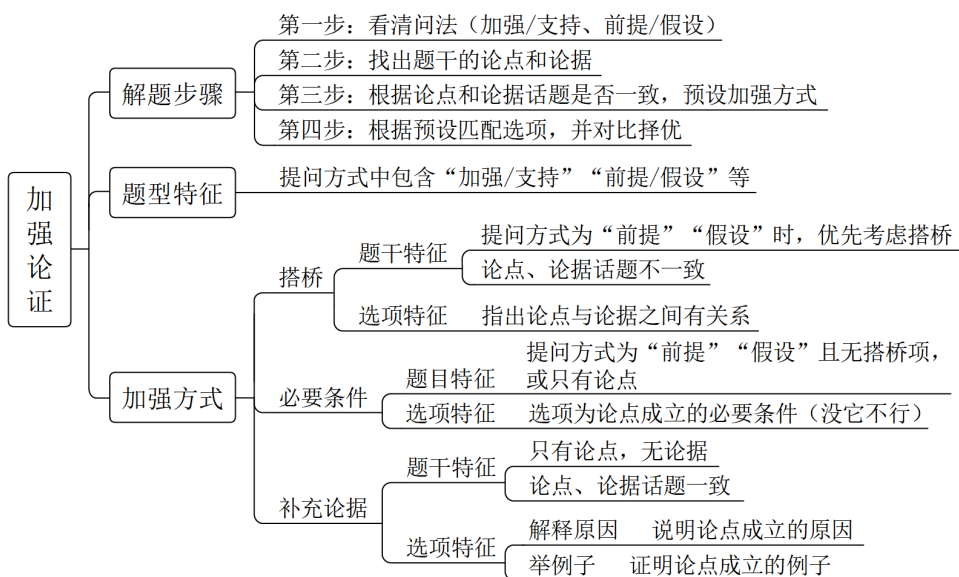 加强论证
解题步骤
第一步：看清问法（加强/支持、前提/假设）
第二步：找出题干的论点和论据
第三步：根据论点和论据话题是否一致，预设加强方式
第四步：根据预设匹配选项，并对比择优
题型特征
提问方式中包含“加强/支持”“前提/假设”等
加强方式
搭桥
题干特征
提问方式为“前提”“假设”时，优先考虑搭桥
论点、论据话题不一致
选项特征
指出论点与论据之间有关系
必要条件
题目特征
提问方式为“前提”“假设”且无搭桥项，
或只有论点
选项特征
选项为论点成立的必要条件（没它不行）
补充论据
题干特征
只有论点，无论据
论点、论据话题一致
选项特征
解释原因 说明论点成立的原因
举例子 证明论点成立的例子